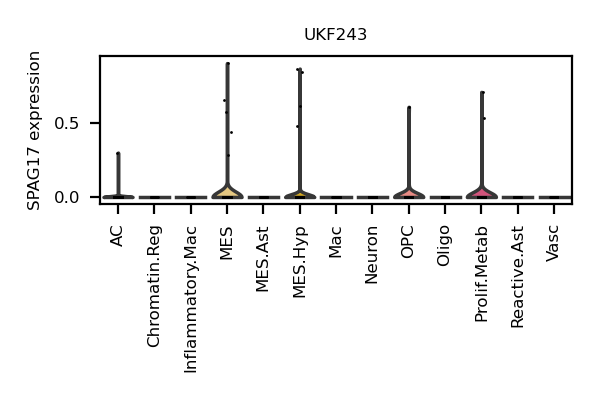 UKF243
SPAG17 expression
0.5
0.0
AC
Chromatin.Reg
Inflammatory.Mac
MES
MES.Ast
MES.Hyp
Mac
Neuron
OPC
Oligo
Prolif.Metab
Reactive.Ast
Vasc